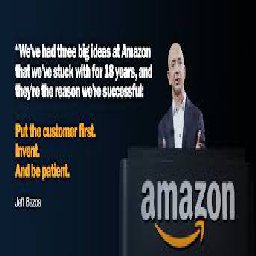 "We've had three big ideas at Amazon
that we've stuck with for 18 years, and
they're the reason we're successful:
Put the customer first.
Invent.
And be patient.
Jeff Bezos
amazon